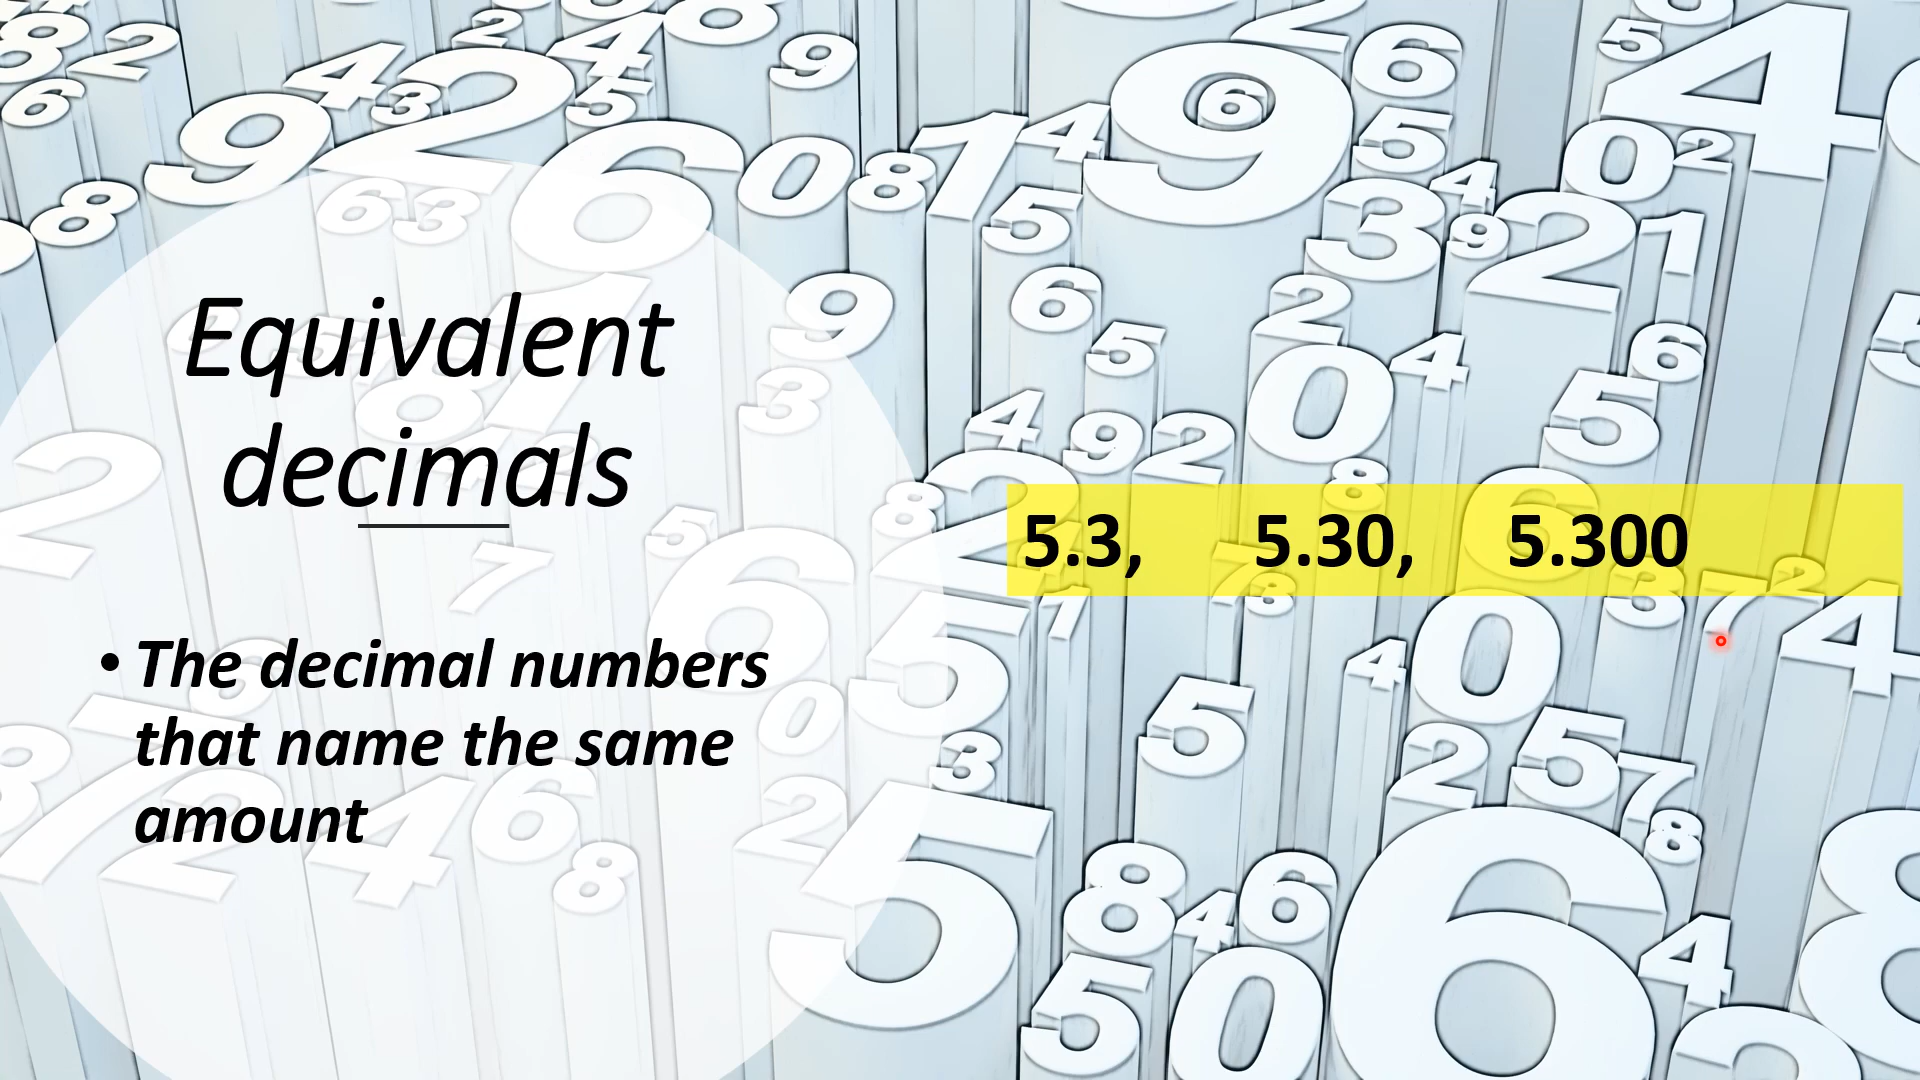 Equivalent
decimals
• The decimal numbers
that name the same
amount
5.3, 5.30, 5.300